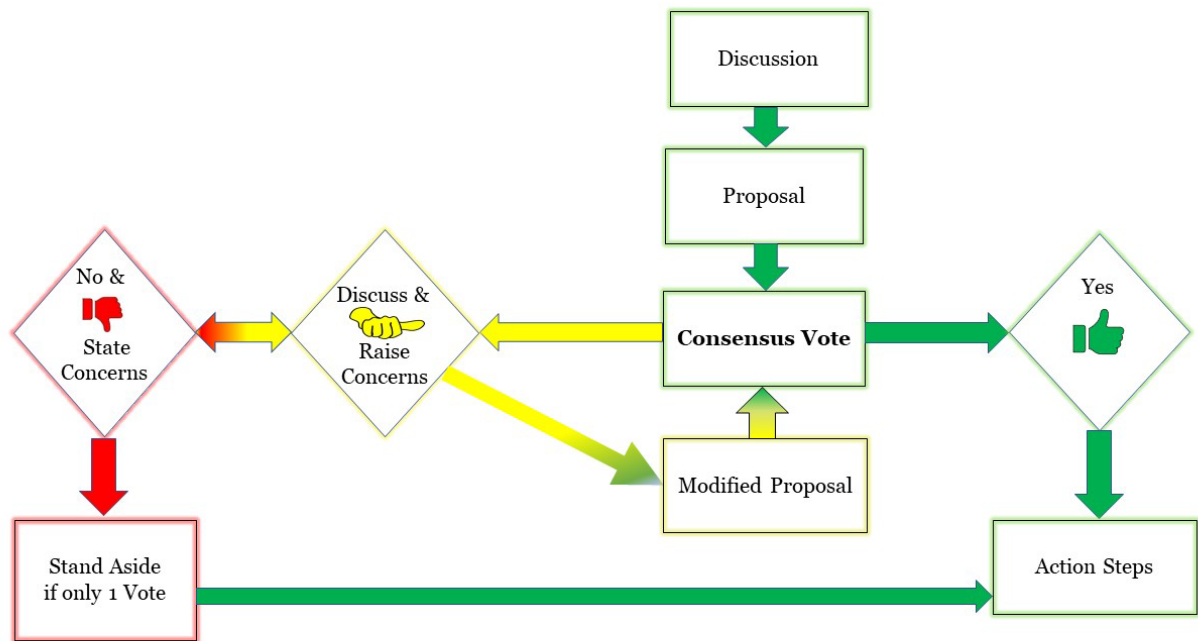 Discussion
Proposal
No &
State
Concerns
Discuss &
Raise
Concerns
Consensus Vote
Yes
Modified Proposal
Stand Aside
if only 1 Vote
Action Steps